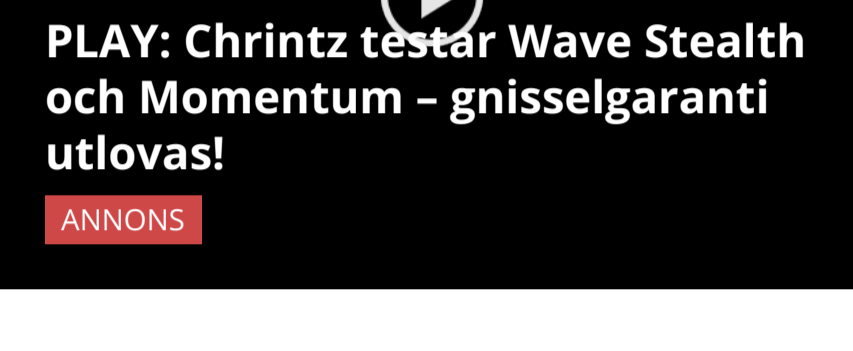 PLAY: Chrintz testar Wave Stealth
och Momentum – gnisselgaranti
utlovas!
ANNONS